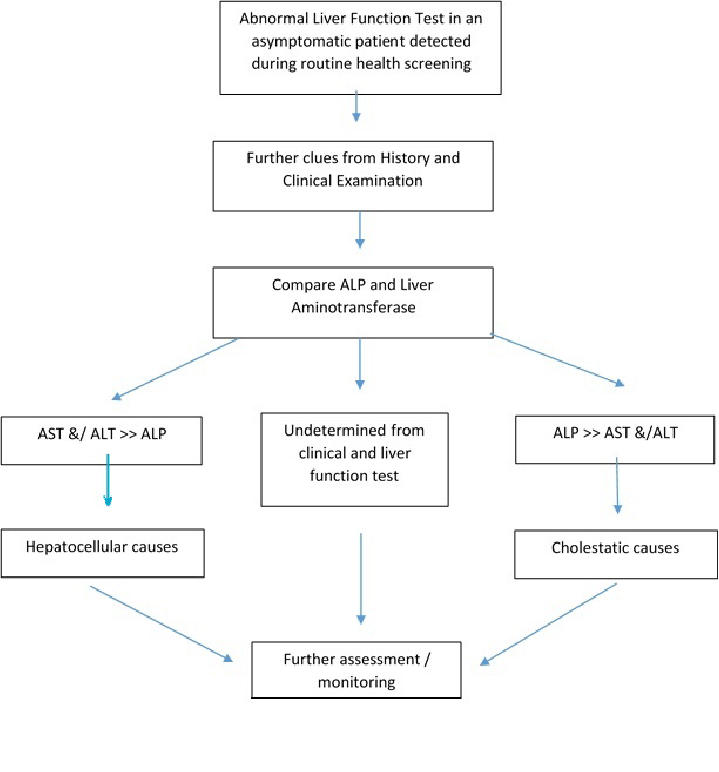 Abnormal Liver Function Test in an
asymptomatic patient detected
during routine health screening
Further clues from History and
Clinical Examination
Compare ALP and Liver
Aminotransferase
AST &/ ALT >> ALP
Undetermined from
clinical and liver
function test
ALP >> AST &/ALT
Hepatocellular causes
Cholestatic causes
Further assessment /
monitoring